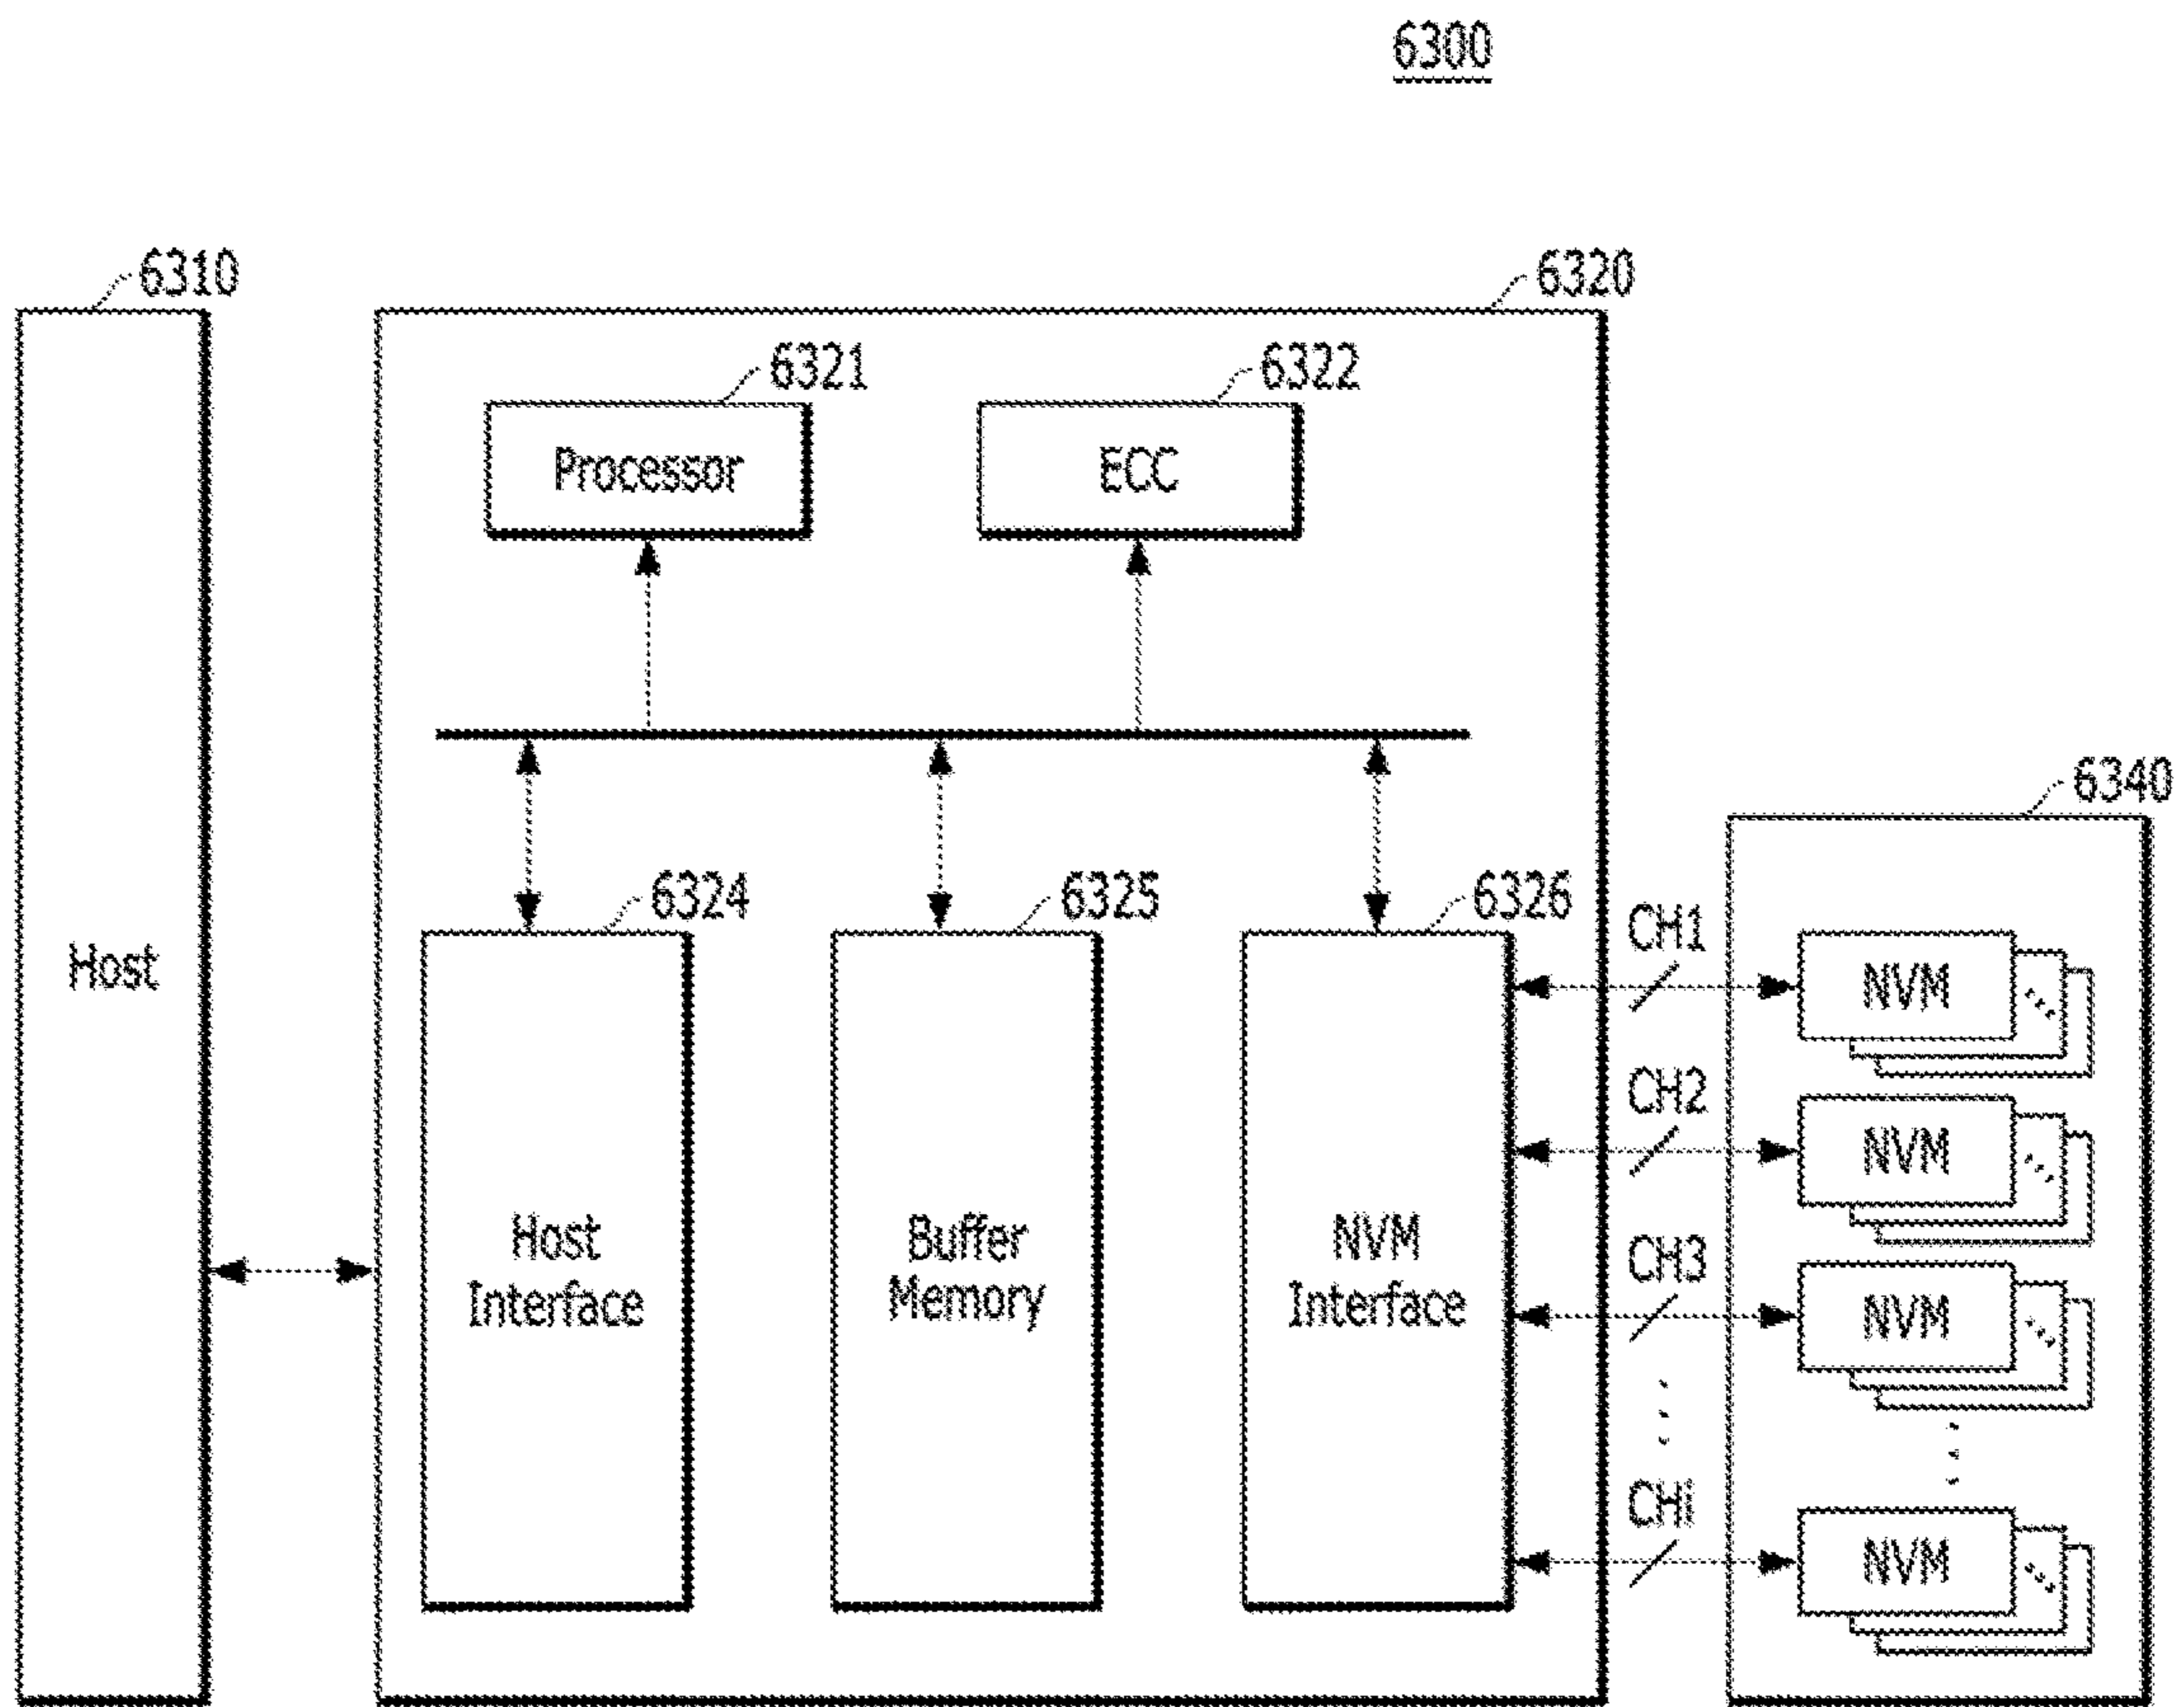 6300
6310
6320
6321
6322
Processor
ECC
6340
6324
6325
6326
Host
CH1
NVM
CH2
NVM
Host
Interface
Buffer
Memory
NVM
Interface
CH3
NVM
CHi
NVM